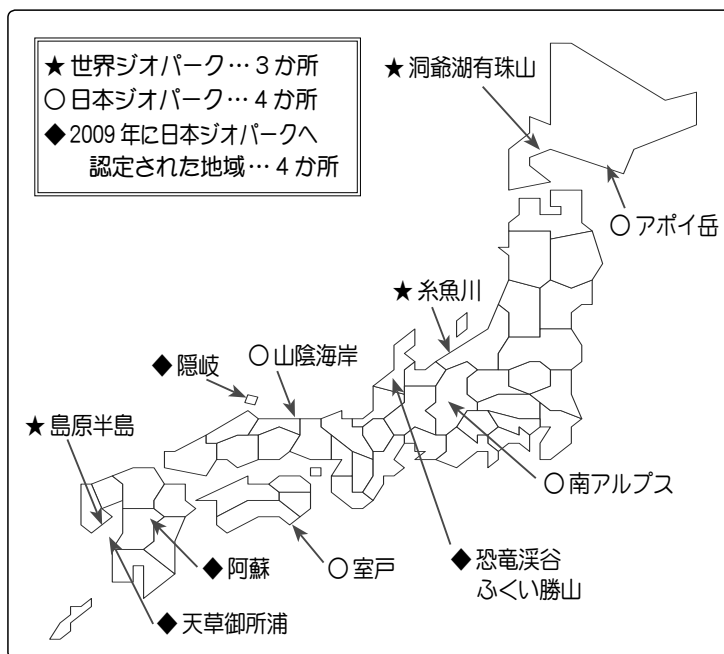 ★ 世界ジオパーク… 3 か所
○ 日本ジオパーク… 4 か所
◆ 2009 年に日本ジオパークへ
認定された地域… 4 か所
★ 洞爺湖有珠山
○ アポイ岳
★ 糸魚川
○ 山陰海岸
◆ 隠岐
★ 島原半島
○ 南アルプス
◆ 恐竜渓谷
ふくい勝山
○ 室戸
◆ 阿蘇
◆ 天草御所浦